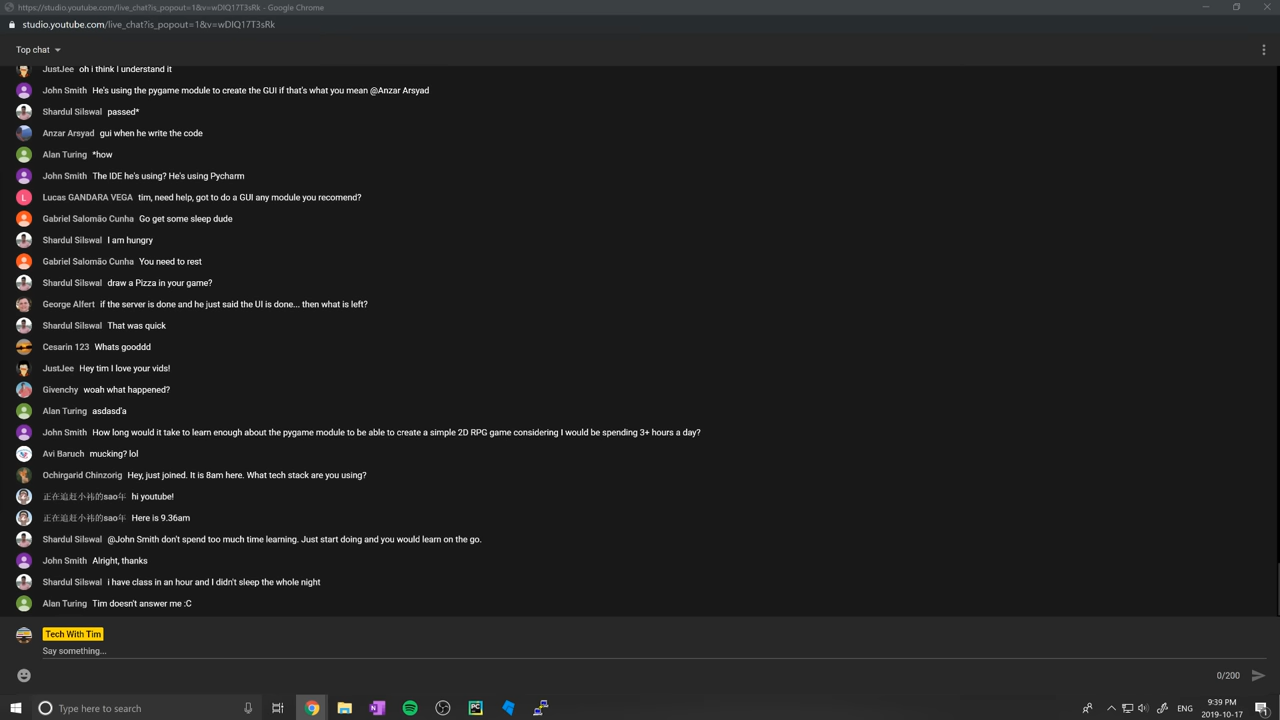 https://studio.youtube.com/live_chat?is_popout=1&v=wDIQ17T3sRk - Google Chrome
studio.youtube.com/live_chat?is_popout=1&v=wDIQ17T3sRk
Top chat
JustJee oh i think I understand it
John Smith He's using the pygame module to create the GUI if that's what you mean @Anzar Arsyad
Shardul Silswal passed*
Anzar Arsyad gui when he write the code
Alan Turing *how
John Smith The IDE he's using? He's using Pycharm
L Lucas GANDARA VEGA tim, need help, got to do a GUI any module you recomend?
Gabriel Salomão Cunha Go get some sleep dude
Shardul Silswal I am hungry
Gabriel Salomão Cunha You need to rest
Shardul Silswal draw a Pizza in your game?
George Alfert if the server is done and he just said the UI is done... then what is left?
Shardul Silswal That was quick
Cesarin 123 Whats gooddd
JustJee Hey tim I love your vids!
Givenchy woah what happened?
Alan Turing asdasd'a
John Smith How long would it take to learn enough about the pygame module to be able to create a simple 2D RPG game considering I would be spending 3+ hours a day?
Avi Baruch mucking? lol
Ochirgarid Chinzorig Hey, just joined. It is 8am here. What tech stack are you using?
正在追赶小祎的sao年 hi youtube!
正在追赶小祎的sao年 Here is 9.36am
Shardul Silswal @John Smith don't spend too much time learning. Just start doing and you would learn on the go.
John Smith Alright, thanks
Shardul Silswal i have class in an hour and I didn't sleep the whole night
Alan Turing Tim doesn't answer me :C
Tech With Tim
Say something...
0/200
Type here to search
PC
ENG
9:39 PM
2019-10-17
1